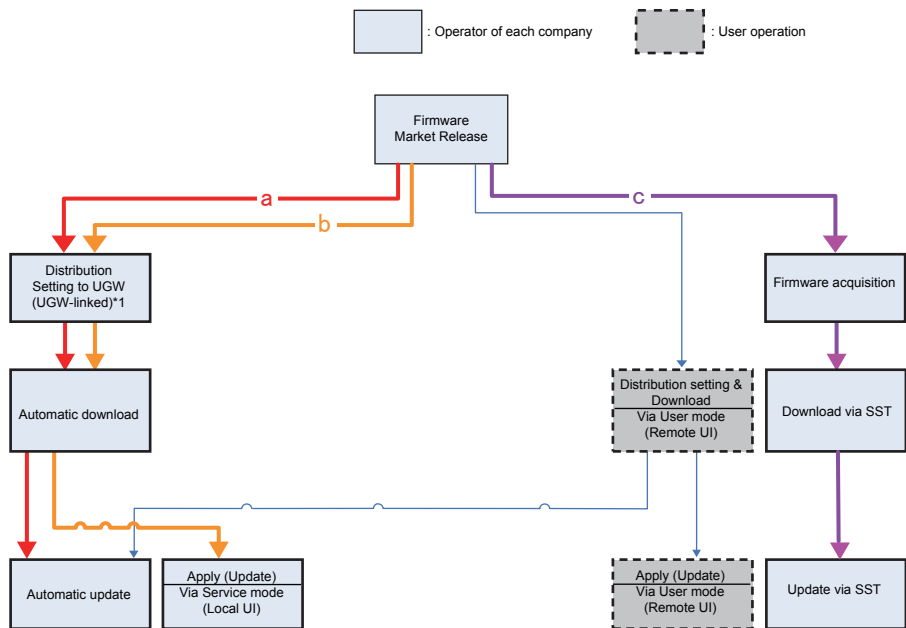 : Operator of each company
: User operation
Firmware
Market Release
a
b
c
Distribution
Setting to UGW
(UGW-linked)*1
Firmware acquisition
Automatic download
Distribution setting &
Download
Via User mode
(Remote UI)
Download via SST
Automatic update
Apply (Update)
Via Service mode
(Local UI)
Apply (Update)
Via User mode
(Remote UI)
Update via SST